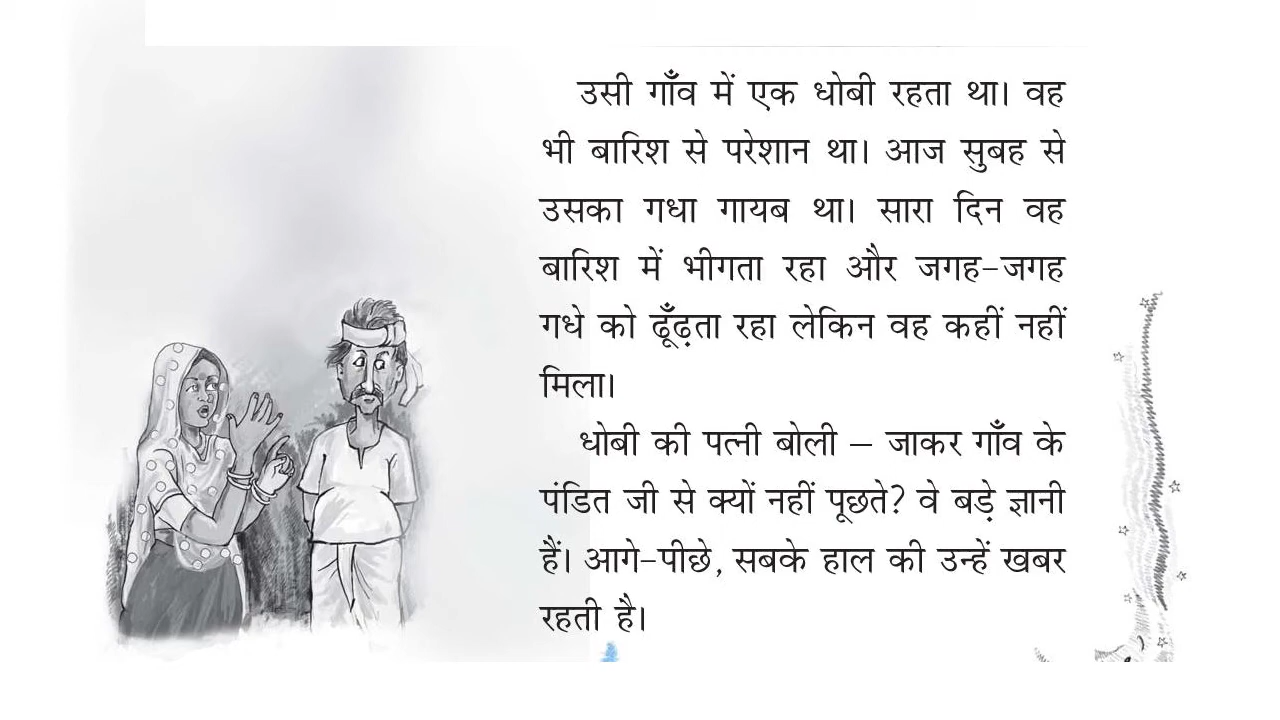 उसी गाँव में एक धोबी रहता था। वह
भी बारिश से परेशान था। आज सुबह से
उसका गधा गायब था। सारा दिन वह
बारिश में भीगता रहा और जगह-जगह
गधे को ढूँढ़ता रहा लेकिन वह कहीं नहीं
मिला।
धोबी की पत्नी बोली – जाकर गाँव के
पंडित जी से क्यों नहीं पूछते? वे बड़े ज्ञानी
हैं। आगे-पीछे, सबके हाल की उन्हें खबर
रहती है।